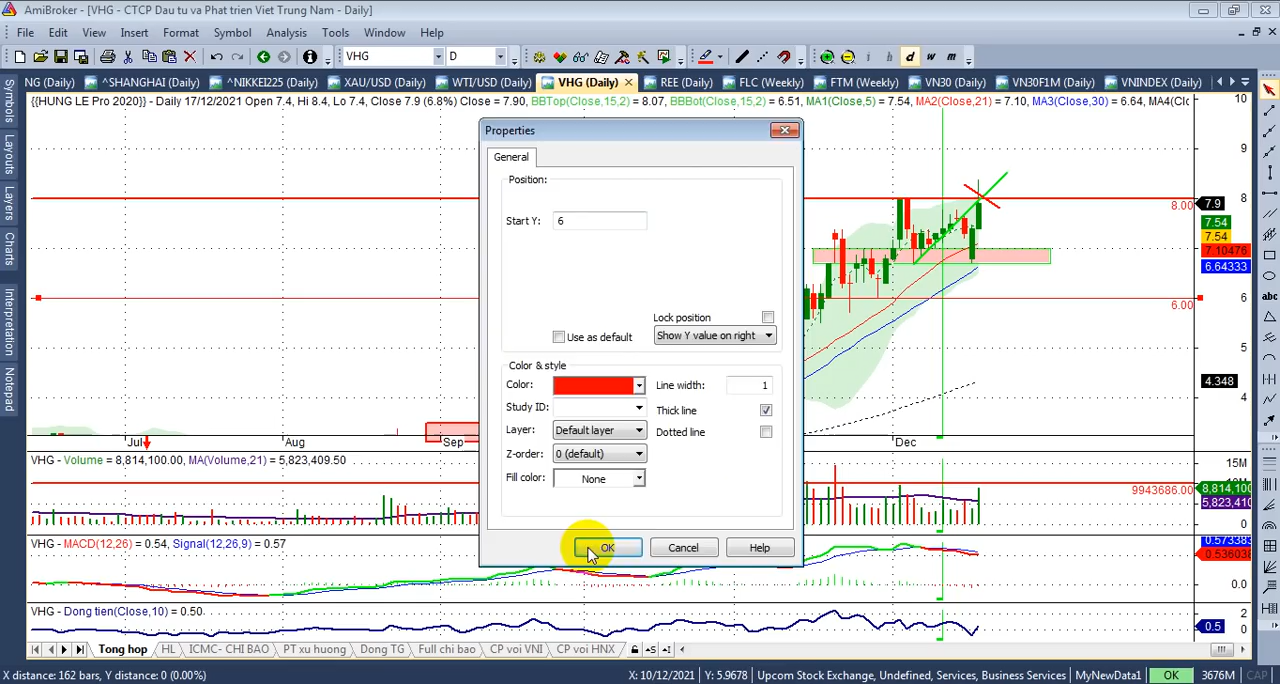 AmiBroker - [VHG - CTCP Dau tu va Phat trien Viet Trung Nam - Daily]
File Edit View Insert Format Symbol Analysis Tools Window Help
VHG D i h d w m
NG (Daily) ^SHANGHAI (Daily) ^NIKKEI225 (Daily) XAU/USD (Daily) WTI/USD (Daily) VHG (Daily) REE (Daily) FLC (Weekly) FTM (Weekly) VN30 (Daily) VN30F1M (Daily) VNINDEX (Daily)
{{HUNG LE Pro 2020}} - Daily 17/12/2021 Open 7.4, Hi 8.4, Lo 7.4, Close 7.9 (6.8%) Close = 7.90, BBTop(Close,15,2) = 8.07, BBBot(Close,15,2) = 6.51, MA1(Close,5) = 7.54, MA2(Close,21) = 7.10, MA3(Close,30) = 6.64, MA4(Clc
Symbols
Layouts
Layers
Charts
Interpretation
Notepad
Properties
General
Position:
Start Y: 6
Lock position
Use as default Show Y value on right
Color & style
Color: Line width: 1
Study ID: Thick line
Layer: Default layer Dotted line
Z-order: 0 (default)
Fill color: None
OK Cancel Help
10
9
8
8.00 7.9
7.54
7.54
7.10476
6.64333
6
6.00
5
4.348
4
abc
Jul Aug Sep Dec
VHG - Volume = 8,814,100.00, MA(Volume,21) = 5,823,409.50
15M
9943686.00 8,814,100
5,823,410
0
VHG - MACD(12,26) = 0.54, Signal(12,26,9) = 0.57
0.573383
0.536038
0.0
VHG - Dong tien(Close,10) = 0.50
2
0.5 0
Tong hop HL ICMC- CHI BAO PT xu huong Dong TG Full chi bao CP voi VNI CP voi HNX
X distance: 162 bars, Y distance: 0 (0.00%) X: 10/12/2021 Y: 5.9678 Upcom Stock Exchange, Undefined, Services, Business Services MyNewData1 OK 3676M CAP